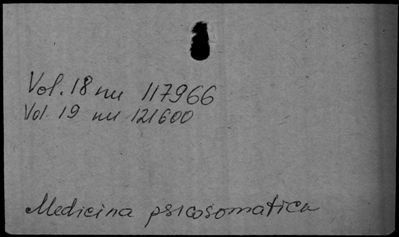 Vol. 18 nu 117966
Vol 19 nu 121600
Medicina psicosomatica